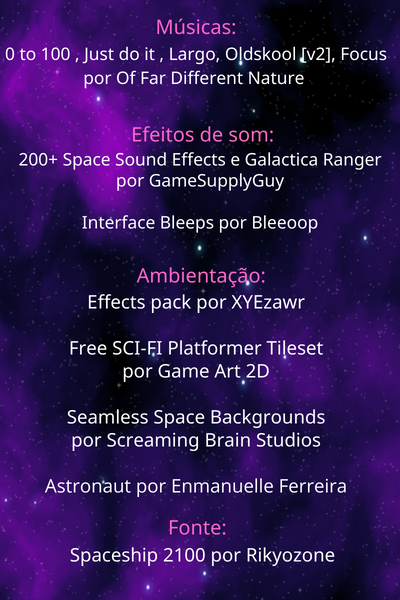 Músicas:
0 to 100 , Just do it , Largo, Oldskool [v2], Focus
por Of Far Different Nature
Efeitos de som:
200+ Space Sound Effects e Galactica Ranger
por GameSupplyGuy
Interface Bleeps por Bleeoop
Ambientação:
Effects pack por XYEzawr
Free SCI-FI Platformer Tileset
por Game Art 2D
Seamless Space Backgrounds
por Screaming Brain Studios
Astronaut por Enmanuelle Ferreira
Fonte:
Spaceship 2100 por Rikyozone